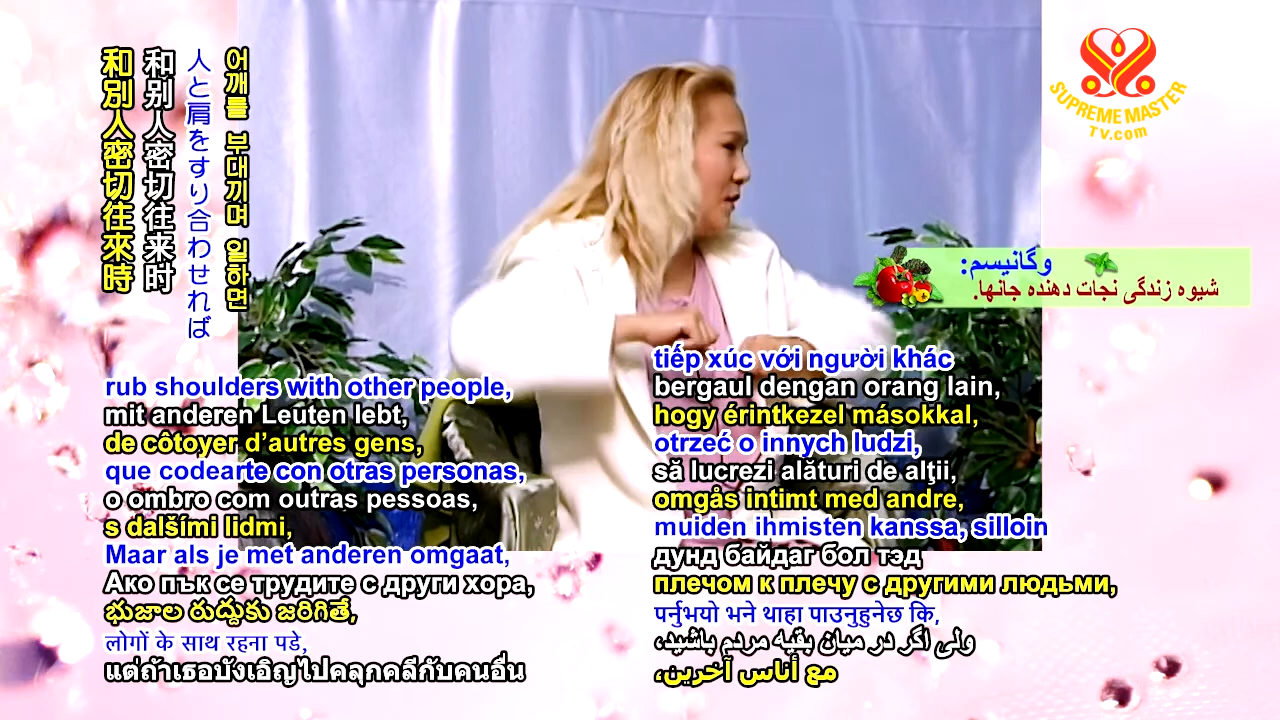 和別人密切往來時
和别人密切往来时
人と肩をすり合わせれば
어깨를 부대끼며 일하면
SUPREME MASTER
TV.com
وگانیسم:
شیوه زندگی نجات دهنده جانها.
rub shoulders with other people,
mit anderen Leuten lebt,
de côtoyer d’autres gens,
que codearte con otras personas,
o ombro com outras pessoas,
s dalšími lidmi,
Maar als je met anderen omgaat,
Ако пък се трудите с други хора,
భుజాల రుద్దుకు జరిగితే,
लोगों के साथ रहना पडे,
แต่ถ้าเธอบังเอิญไปคลุกคลีกับคนอื่น
tiếp xúc với người khác
bergaul dengan orang lain,
hogy érintkezel másokkal,
otrzeć o innych ludzi,
să lucrezi alături de alţii,
omgås intimt med andre,
muiden ihmisten kanssa, silloin
дунд байдаг бол тэд
плечом к плечу с другими людьми,
पर्नुभयो भने थाहा पाउनुहुनेछ कि,
ولی اگر در میان بقیه مردم باشید،
مع أناس آخرين،